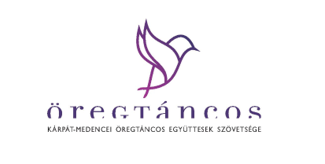 öregtáncos
KÁRPÁT-MEDENCEI ÖREGTÁNCOS EGYÜTTESEK SZÖVETSÉGE